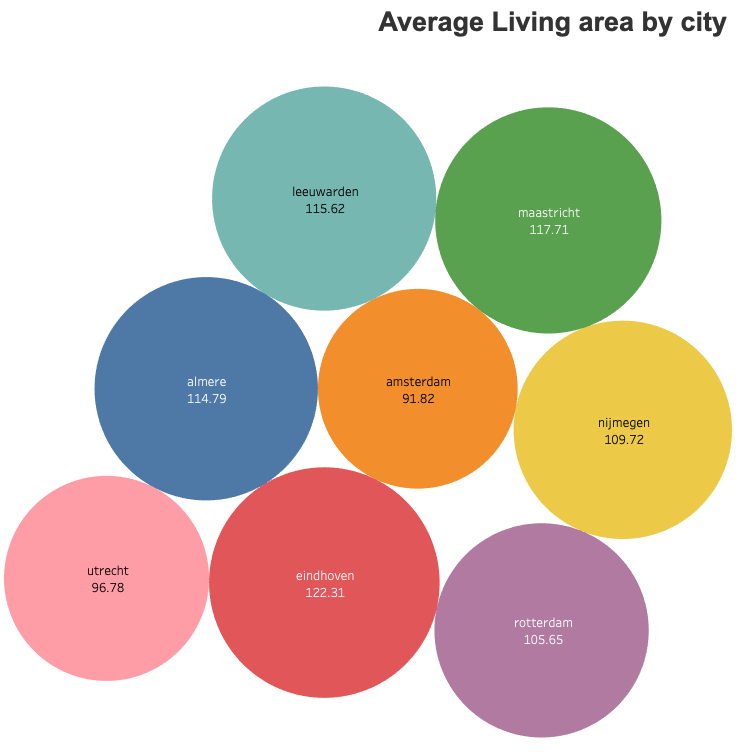 Average Living area by city
leeuwarden
115.62
maastricht
117.71
almere
114.79
amsterdam
91.82
nijmegen
109.72
utrecht
96.78
eindhoven
122.31
rotterdam
105.65